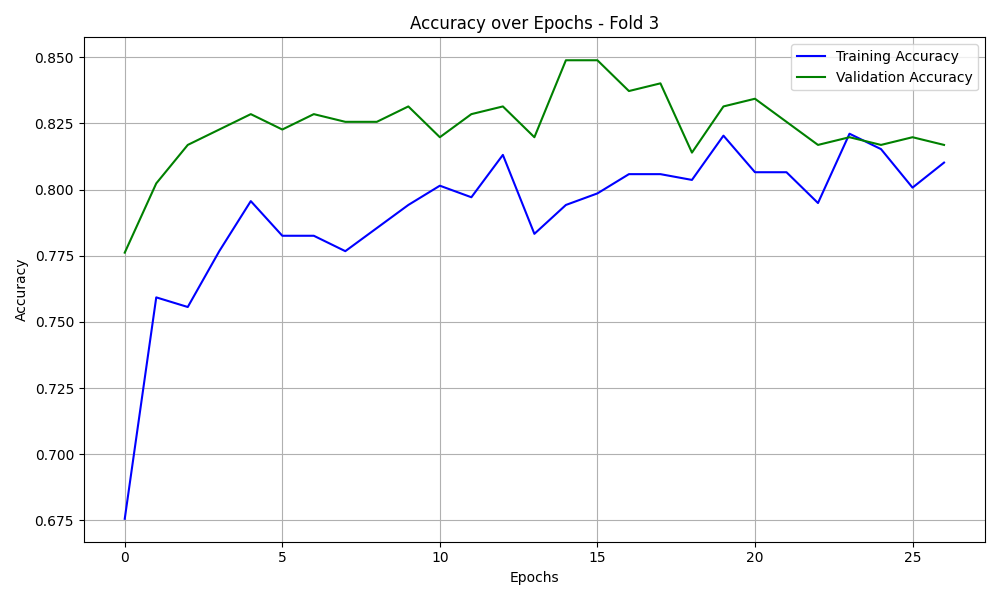 Accuracy over Epochs - Fold 3
Training Accuracy
Validation Accuracy
Accuracy
0.850
0.825
0.800
0.775
0.750
0.725
0.700
0.675
0 5 10 15 20 25
Epochs